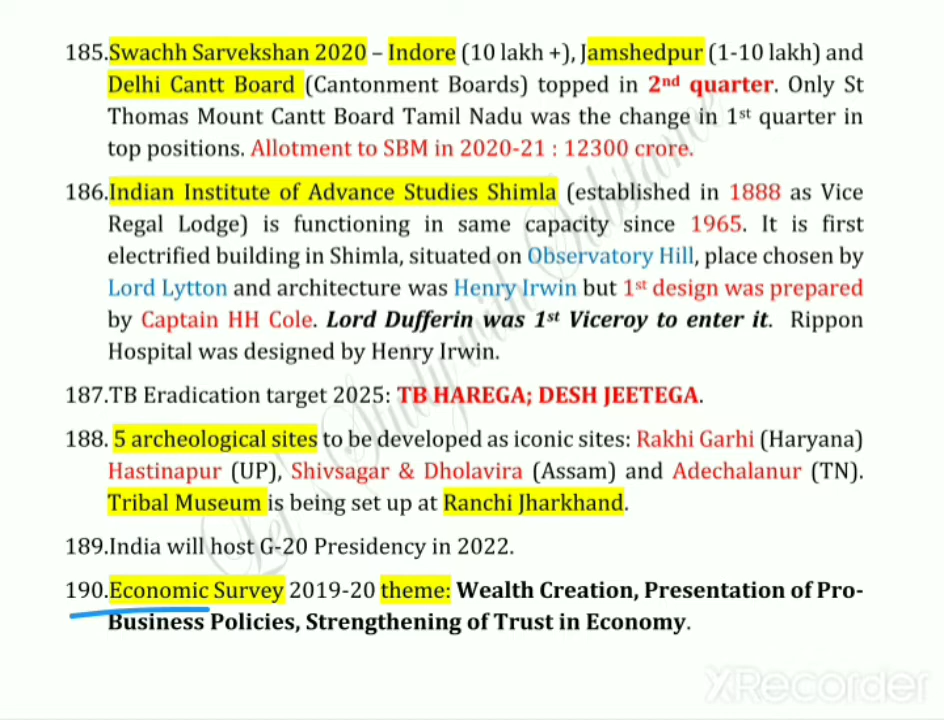 185.Swachh Sarvekshan 2020 – Indore (10 lakh +), Jamshedpur (1-10 lakh) and
Delhi Cantt Board (Cantonment Boards) topped in 2nd quarter. Only St
Thomas Mount Cantt Board Tamil Nadu was the change in 1st quarter in
top positions. Allotment to SBM in 2020-21 : 12300 crore.
186.Indian Institute of Advance Studies Shimla (established in 1888 as Vice
Regal Lodge) is functioning in same capacity since 1965. It is first
electrified building in Shimla, situated on Observatory Hill, place chosen by
Lord Lytton and architecture was Henry Irwin but 1st design was prepared
by Captain HH Cole. Lord Dufferin was 1st Viceroy to enter it. Rippon
Hospital was designed by Henry Irwin.
187.TB Eradication target 2025: TB HAREGA; DESH JEETEGA.
188. 5 archeological sites to be developed as iconic sites: Rakhi Garhi (Haryana)
Hastinapur (UP), Shivsagar & Dholavira (Assam) and Adechalanur (TN).
Tribal Museum is being set up at Ranchi Jharkhand.
189.India will host G-20 Presidency in 2022.
190.Economic Survey 2019-20 theme: Wealth Creation, Presentation of Pro-
Business Policies, Strengthening of Trust in Economy.
Let's Study with Substance
XRecorder